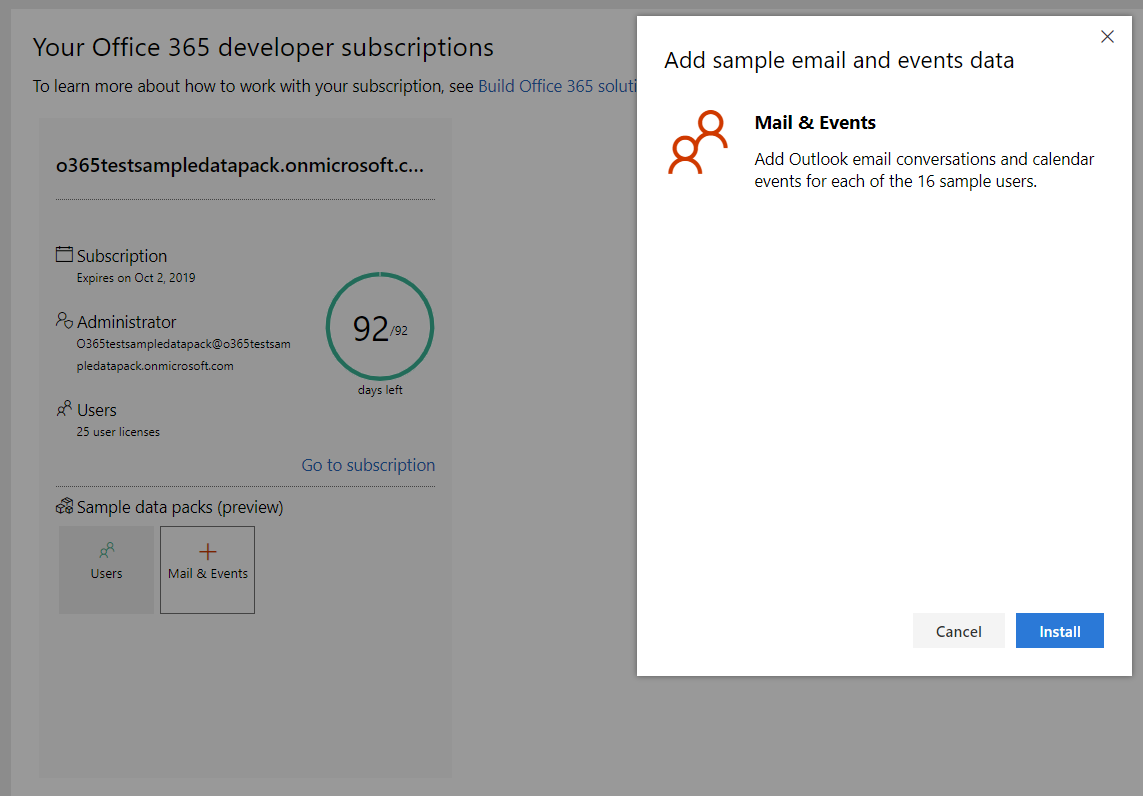 Your Office 365 developer subscriptions
To learn more about how to work with your subscription, see Build Office 365 soluti
o365testsampledatapack.onmicrosoft.c...
Subscription
Expires on Oct 2, 2019
Administrator
O365testsampledatapack@o365testsam
pledatapack.onmicrosoft.com
92/92
days left
Users
25 user licenses
Go to subscription
Sample data packs (preview)
Users
Mail & Events
Add sample email and events data
Mail & Events
Add Outlook email conversations and calendar
events for each of the 16 sample users.
Cancel
Install